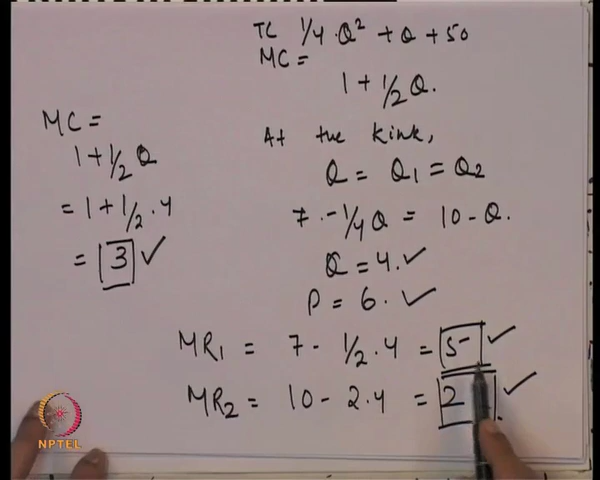 TC 1/4·Q² + Q + 50
MC =
1 + 1/2 Q.
MC =
1 + 1/2 Q
= 1 + 1/2 · 4
= 3 ✓
At the kink,
Q = Q1 = Q2
7 · - 1/4 Q = 10 - Q.
Q = 4. ✓
P = 6. ✓
MR1 = 7 - 1/2 · 4 = 5 ✓
MR2 = 10 - 2·4 = 2 ✓
NPTEL